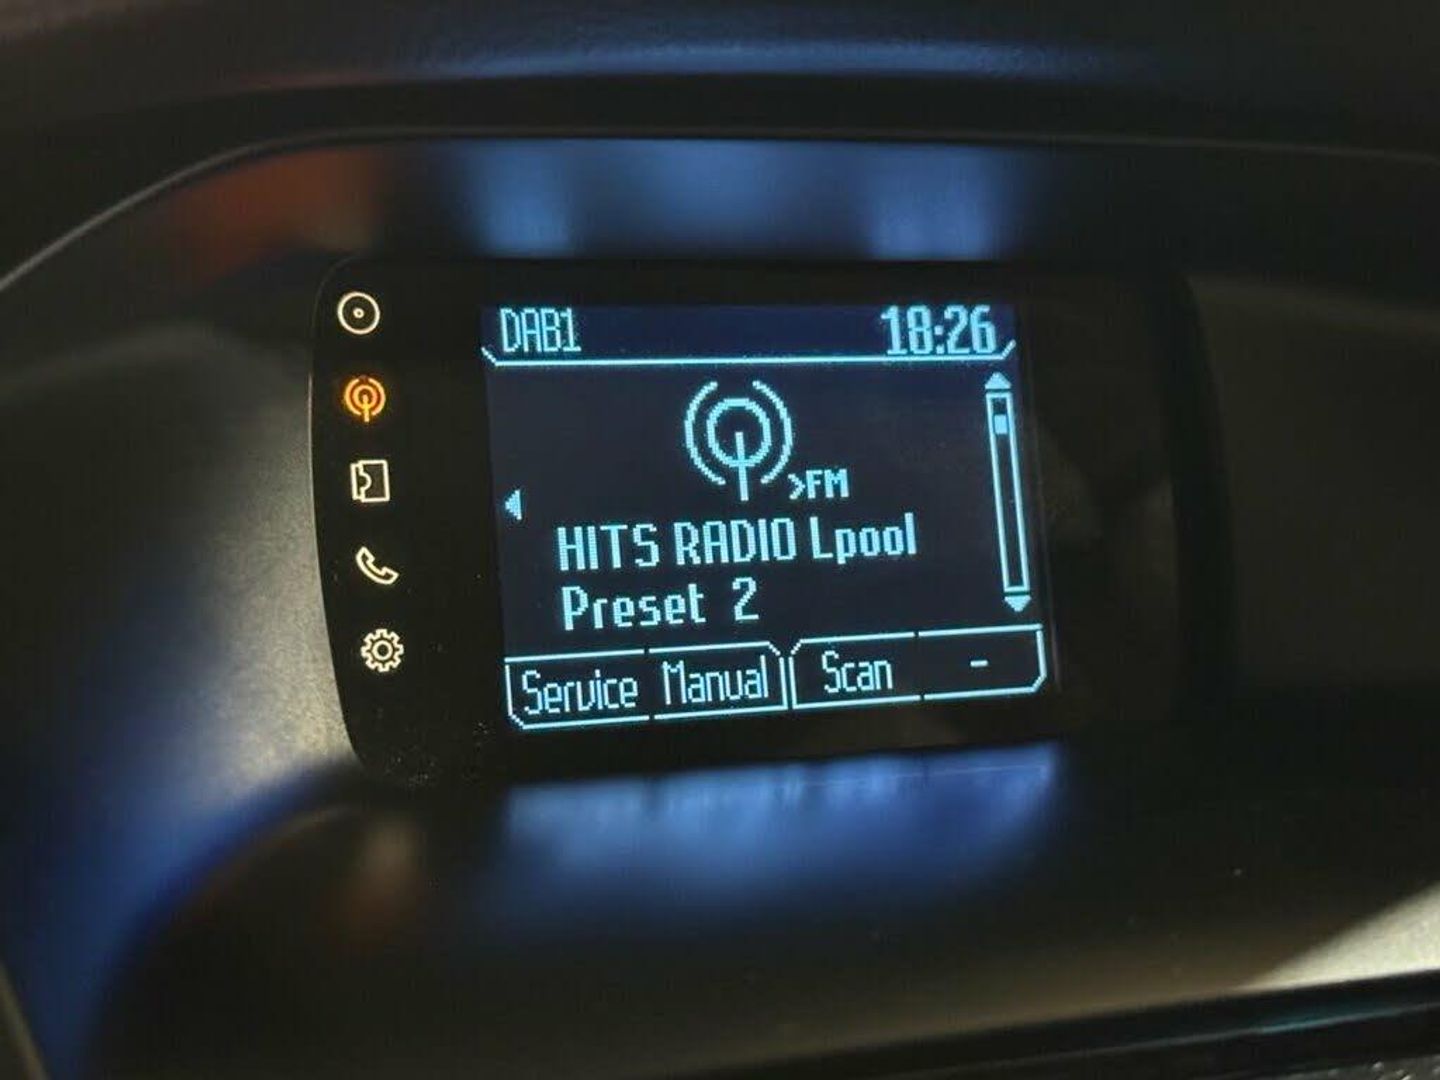 DAB1 18:26
>FM
HITS RADIO Lpool
Preset 2
Service Manual Scan -